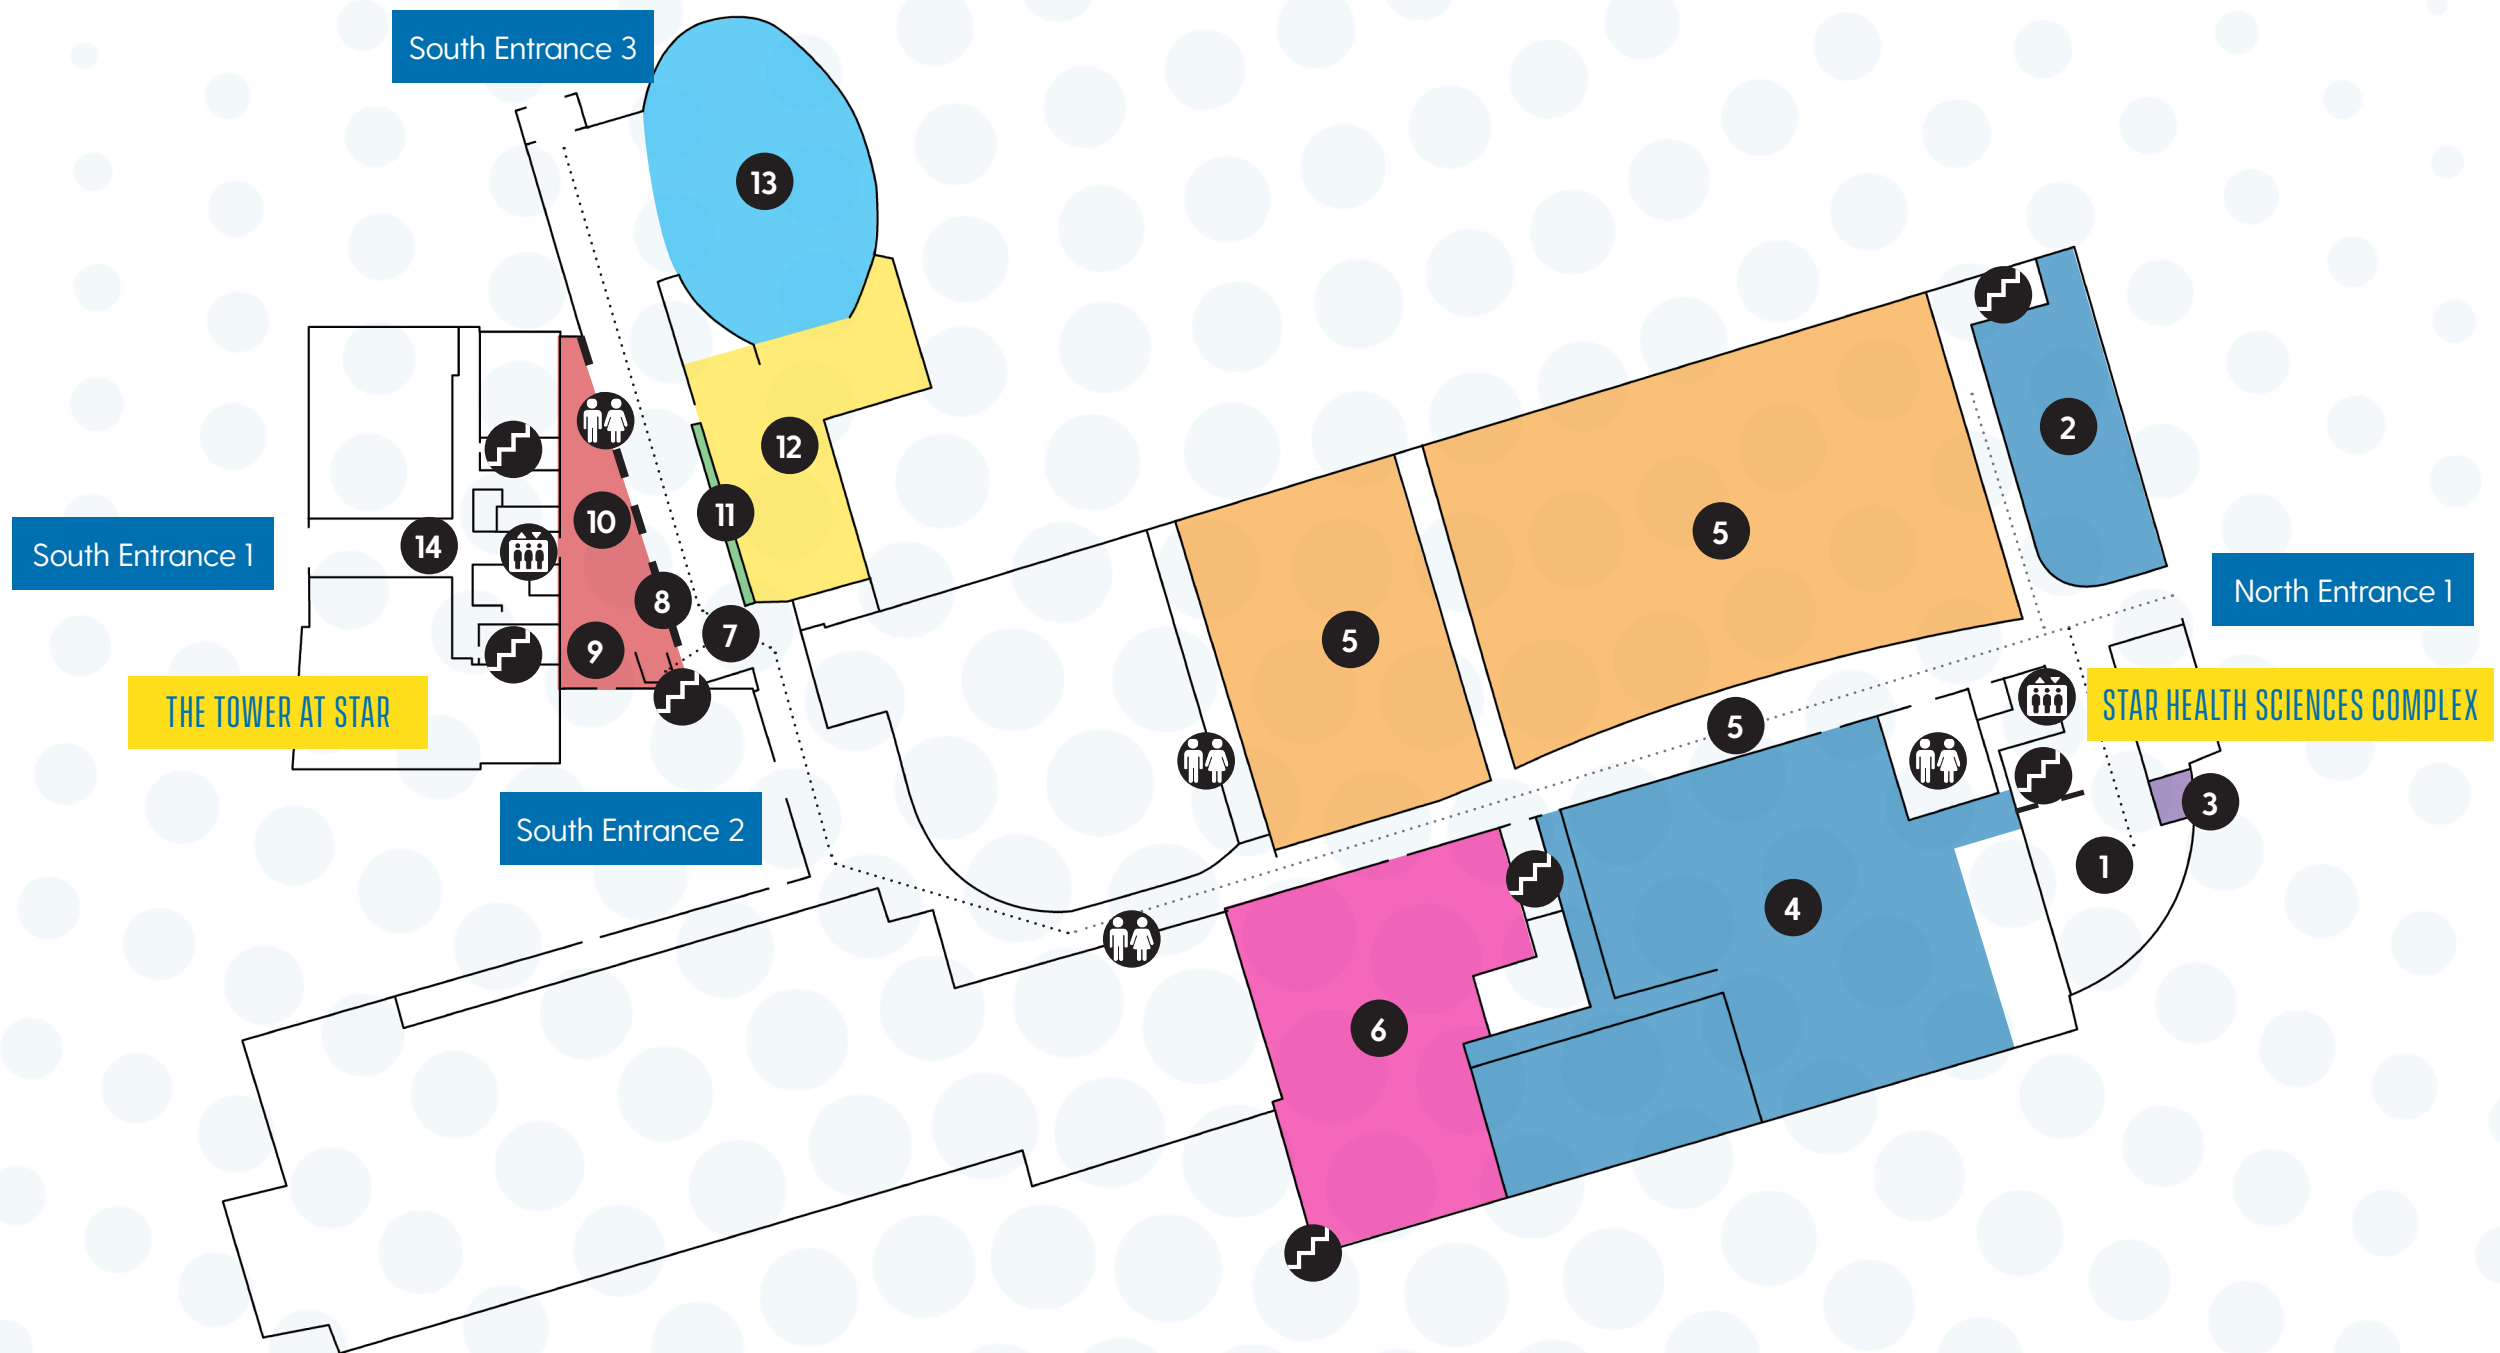 South Entrance 3
13
2
12
10
11
5
14
South Entrance 1
North Entrance 1
8
7
9
5
THE TOWER AT STAR
STAR HEALTH SCIENCES COMPLEX
5
South Entrance 2
3
1
4
6